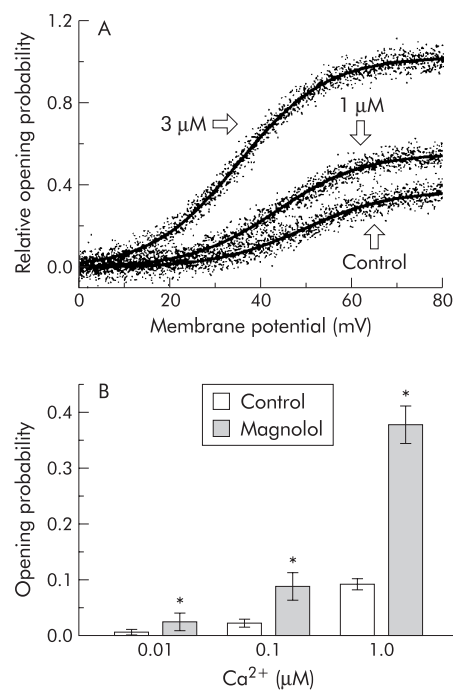 A
1.2
0.8
0.4
0.0
Relative opening probability
3 μM
1 μM
Control
0 20 40 60 80
Membrane potential (mV)
B
Control
Magnolol
0.4
0.3
0.2
0.1
0.0
Opening probability
*
*
*
0.01 0.1 1.0
Ca²⁺ (μM)